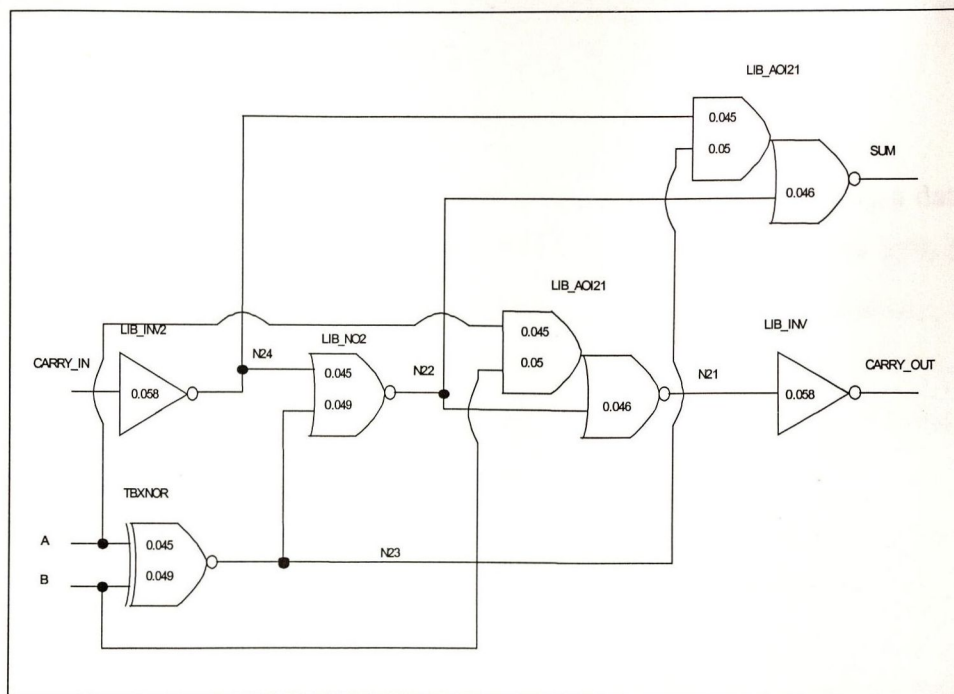 LIB_AOI21
0.045
0.05
SUM
0.046
LIB_AOI21
LIB_INV2
LIB_NO2
0.045
LIB_INV
CARRY_IN
N24
0.045
N22
0.05
N21
CARRY_OUT
0.058
0.049
0.046
0.058
TBXNOR
A
0.045
N23
B
0.049